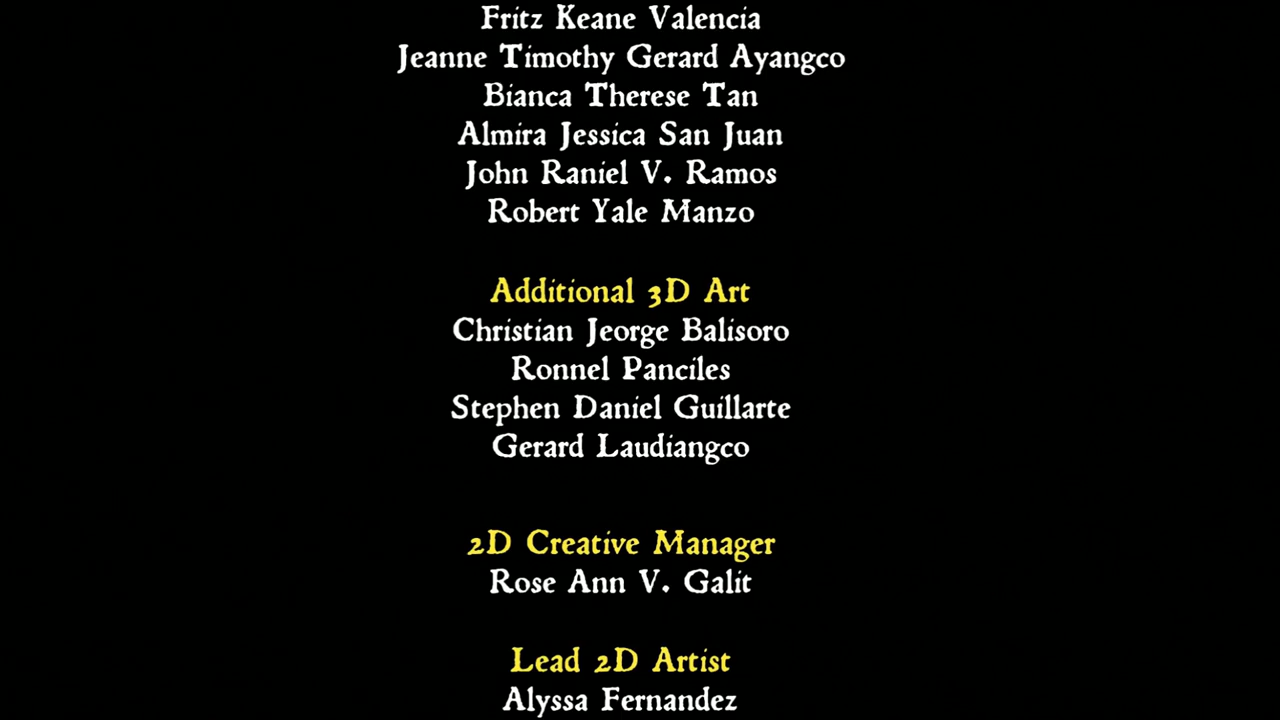 Fritz Keane Valencia
Jeanne Timothy Gerard Ayangco
Bianca Therese Tan
Almira Jessica San Juan
John Raniel V. Ramos
Robert Yale Manzo
Additional 3D Art
Christian Jeorge Balisoro
Ronnel Panciles
Stephen Daniel Guillarte
Gerard Laudiangco
2D Creative Manager
Rose Ann V. Galit
Lead 2D Artist
Alyssa Fernandez